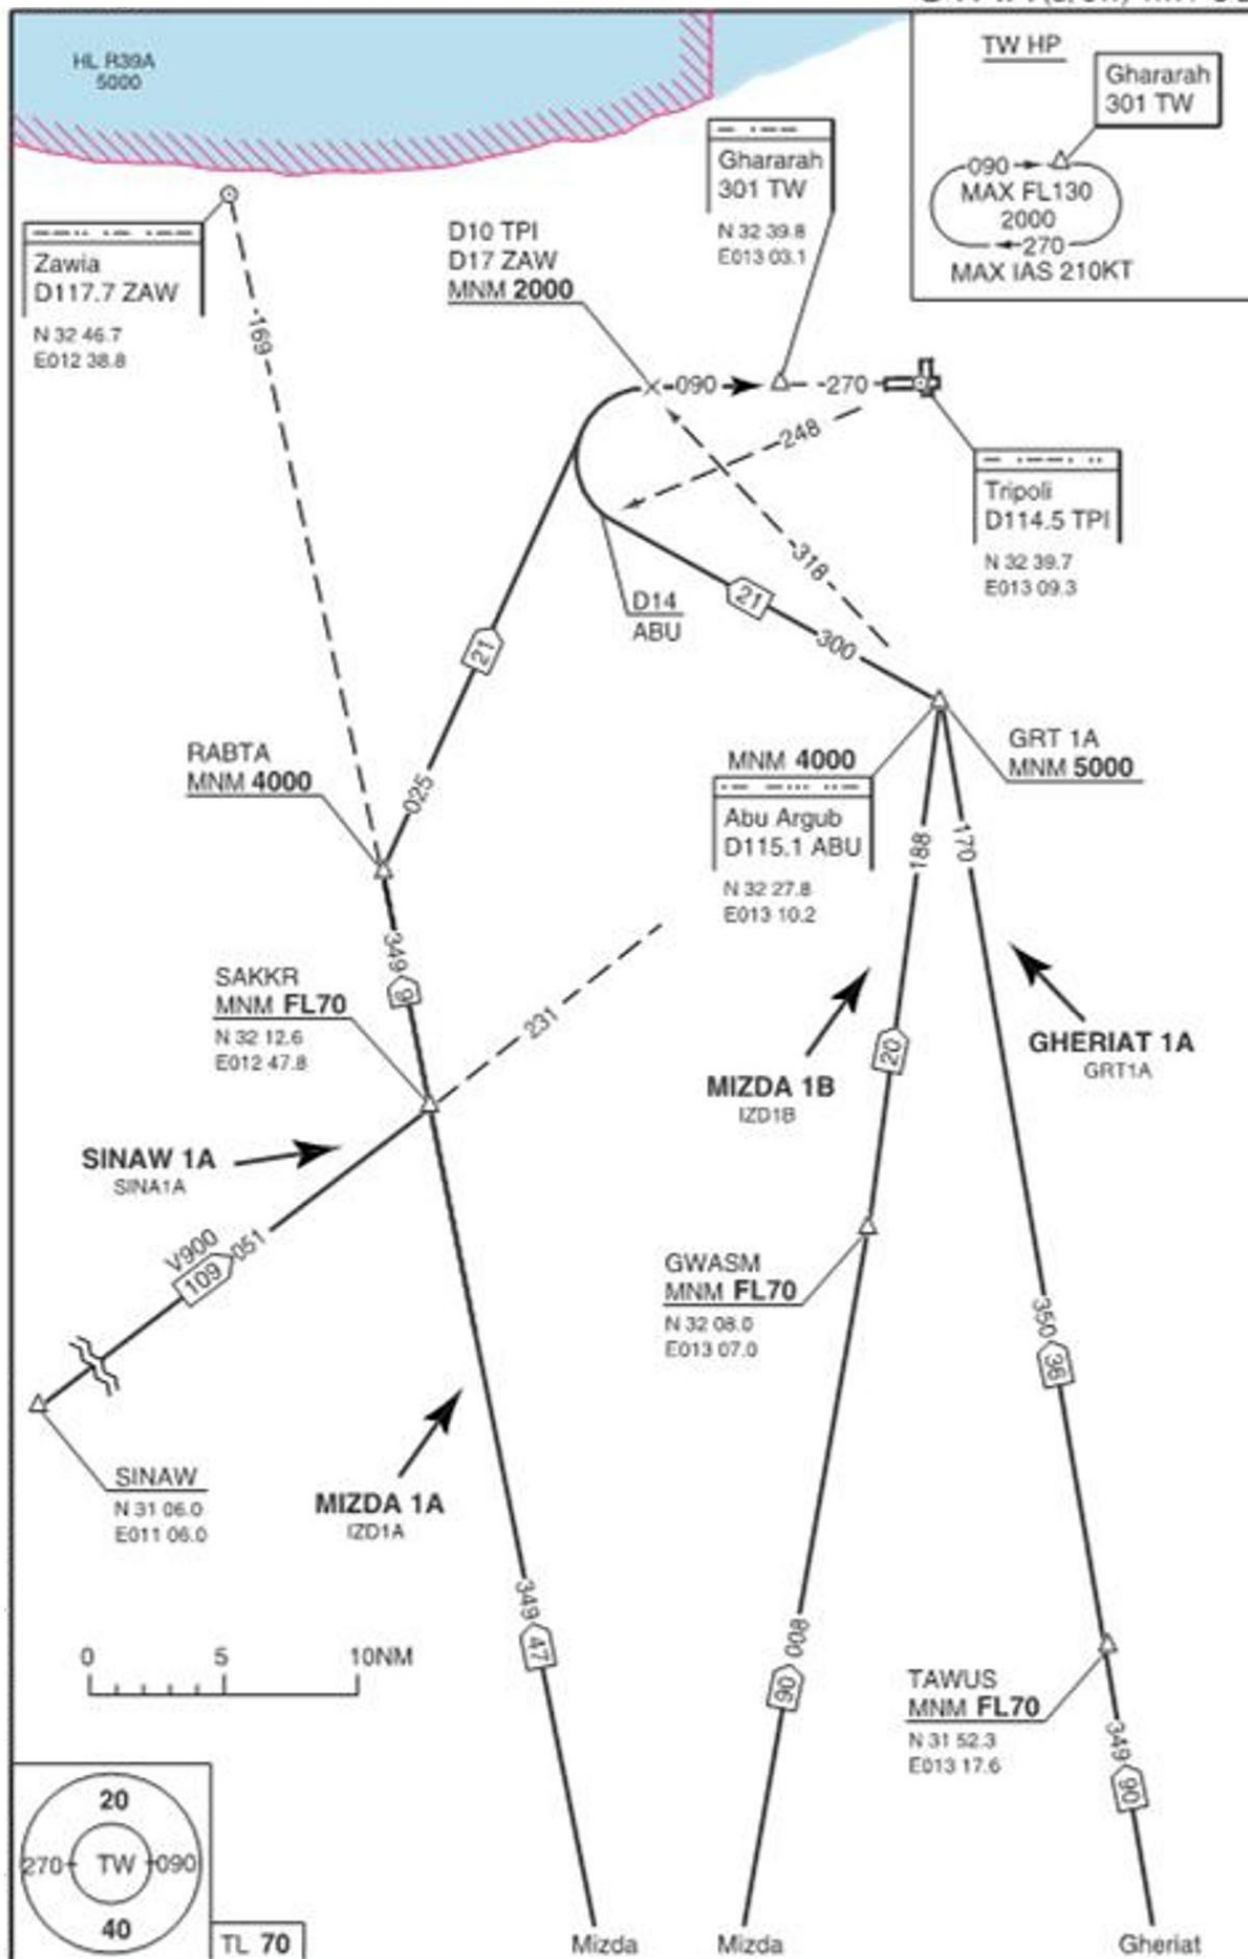 HL R39A
5000
TW HP
Ghararah
301 TW
090
MAX FL130
2000
270
MAX IAS 210KT
Ghararah
301 TW
N 32 39.8
E013 03.1
Zawia
D117.7 ZAW
N 32 46.7
E012 38.8
D10 TPI
D17 ZAW
MNM 2000
169
090
270
248
Tripoli
D114.5 TPI
N 32 39.7
E013 09.3
318
D14
ABU
21
300
21
RABTA
MNM 4000
025
MNM 4000
Abu Argub
D115.1 ABU
N 32 27.8
E013 10.2
GRT 1A
MNM 5000
188
170
349
SAKKR
MNM FL70
N 32 12.6
E012 47.8
231
MIZDA 1B
IZD1B
20
GHERIAT 1A
GRT1A
SINAW 1A
SINA1A
V900
109
051
GWASM
MNM FL70
N 32 08.0
E013 07.0
350
36
SINAW
N 31 06.0
E011 06.0
MIZDA 1A
IZD1A
349
47
008
90
0 5 10NM
TAWUS
MNM FL70
N 31 52.3
E013 17.6
349
90
20
270 TW 090
40
TL 70
Mizda Mizda Gheriat